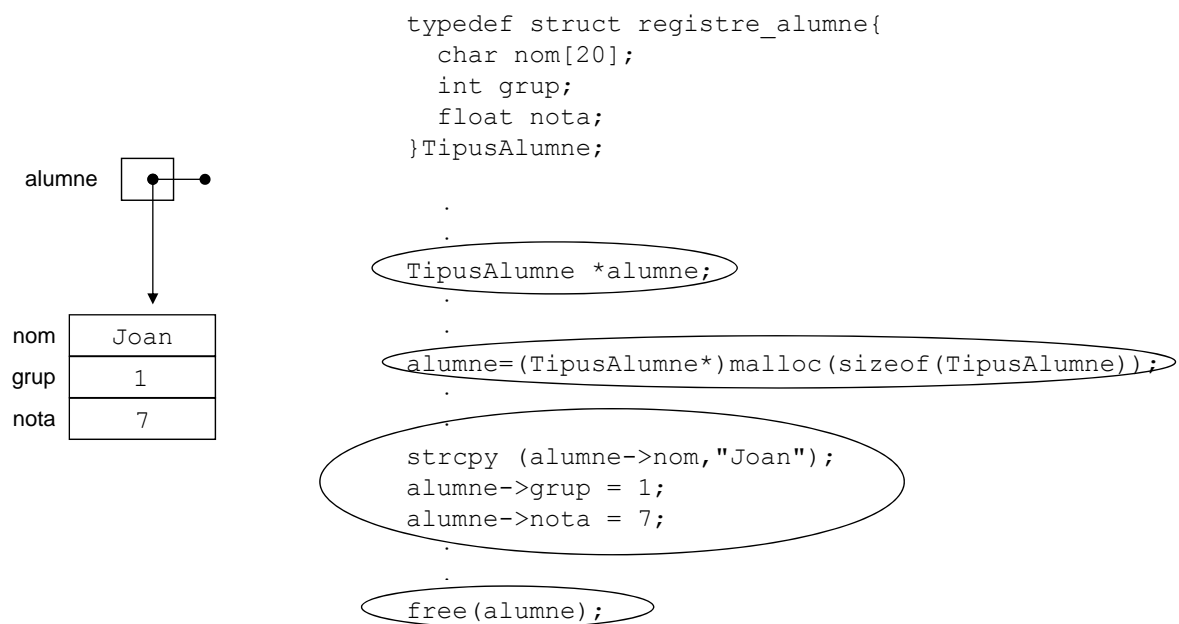 typedef struct registre_alumne{
char nom[20];
int grup;
float nota;
}TipusAlumne;
alumne
.
.
TipusAlumne *alumne;
.
.
alumne=(TipusAlumne*)malloc(sizeof(TipusAlumne));
.
.
strcpy (alumne->nom,"Joan");
alumne->grup = 1;
alumne->nota = 7;
.
.
free(alumne);
nom Joan
grup 1
nota 7